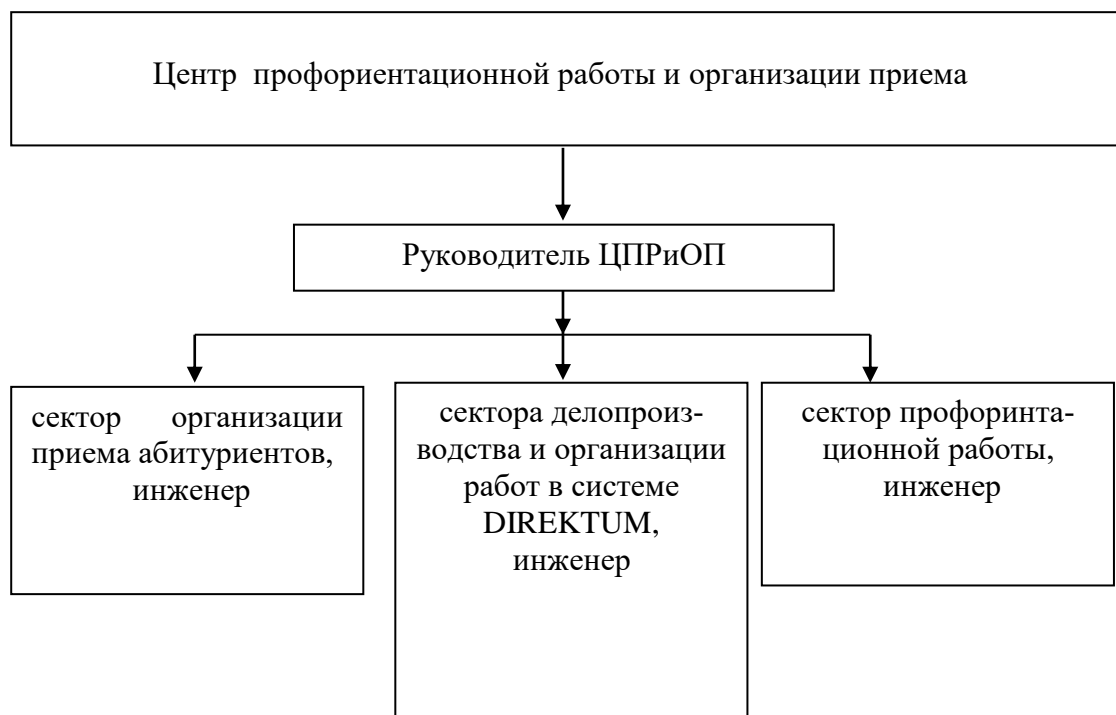 Центр профориентационной работы и организации приема
Руководитель ЦПРиОП
сектор организации
приема абитуриентов,
инженер
сектора делопроиз-
водства и организации
работ в системе
DIREKTUM,
инженер
сектор профоринта-
ционной работы,
инженер